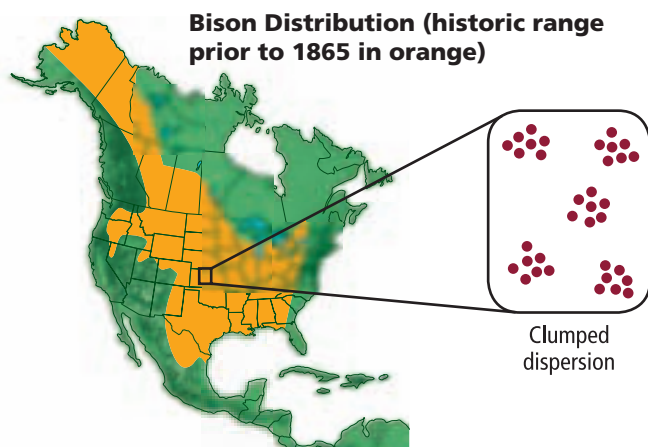 Bison Distribution (historic range
prior to 1865 in orange)
Clumped
dispersion